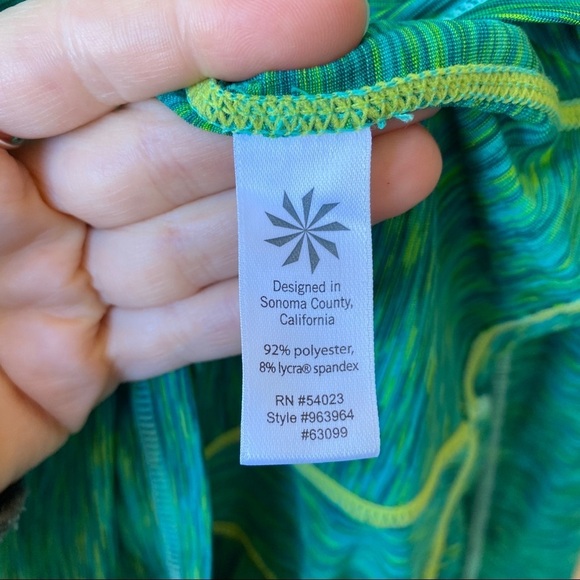 Designed in
Sonoma County,
California
92% polyester,
8% lycra® spandex
RN #54023
Style #963964
#63099